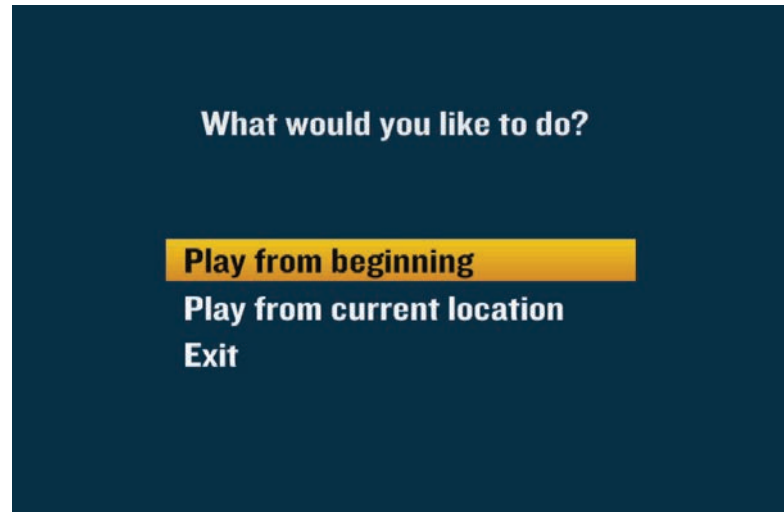 What would you like to do?
Play from beginning
Play from current location
Exit